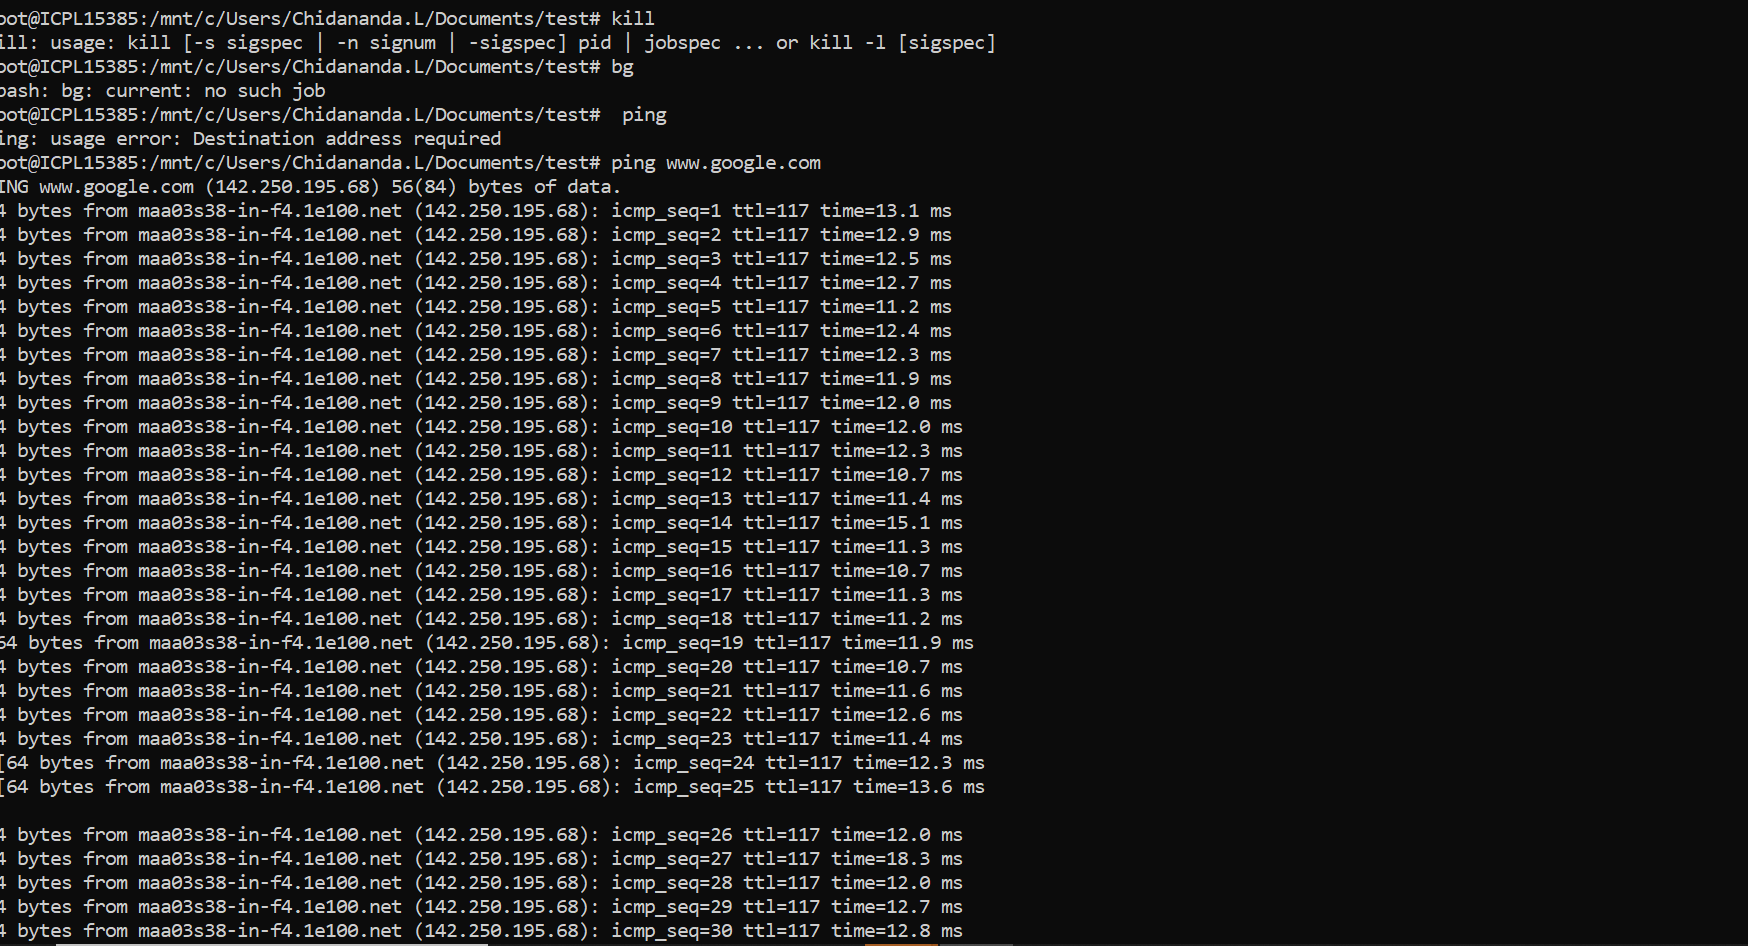 oot@ICPL15385:/mnt/c/Users/Chidananda.L/Documents/test# kill
ill: usage: kill [-s sigspec | -n signum | -sigspec] pid | jobspec ... or kill -l [sigspec]
oot@ICPL15385:/mnt/c/Users/Chidananda.L/Documents/test# bg
bash: bg: current: no such job
oot@ICPL15385:/mnt/c/Users/Chidananda.L/Documents/test#  ping
ing: usage error: Destination address required
oot@ICPL15385:/mnt/c/Users/Chidananda.L/Documents/test# ping www.google.com
ING www.google.com (142.250.195.68) 56(84) bytes of data.
4 bytes from maa03s38-in-f4.1e100.net (142.250.195.68): icmp_seq=1 ttl=117 time=13.1 ms
4 bytes from maa03s38-in-f4.1e100.net (142.250.195.68): icmp_seq=2 ttl=117 time=12.9 ms
4 bytes from maa03s38-in-f4.1e100.net (142.250.195.68): icmp_seq=3 ttl=117 time=12.5 ms
4 bytes from maa03s38-in-f4.1e100.net (142.250.195.68): icmp_seq=4 ttl=117 time=12.7 ms
4 bytes from maa03s38-in-f4.1e100.net (142.250.195.68): icmp_seq=5 ttl=117 time=11.2 ms
4 bytes from maa03s38-in-f4.1e100.net (142.250.195.68): icmp_seq=6 ttl=117 time=12.4 ms
4 bytes from maa03s38-in-f4.1e100.net (142.250.195.68): icmp_seq=7 ttl=117 time=12.3 ms
4 bytes from maa03s38-in-f4.1e100.net (142.250.195.68): icmp_seq=8 ttl=117 time=11.9 ms
4 bytes from maa03s38-in-f4.1e100.net (142.250.195.68): icmp_seq=9 ttl=117 time=12.0 ms
4 bytes from maa03s38-in-f4.1e100.net (142.250.195.68): icmp_seq=10 ttl=117 time=12.0 ms
4 bytes from maa03s38-in-f4.1e100.net (142.250.195.68): icmp_seq=11 ttl=117 time=12.3 ms
4 bytes from maa03s38-in-f4.1e100.net (142.250.195.68): icmp_seq=12 ttl=117 time=10.7 ms
4 bytes from maa03s38-in-f4.1e100.net (142.250.195.68): icmp_seq=13 ttl=117 time=11.4 ms
4 bytes from maa03s38-in-f4.1e100.net (142.250.195.68): icmp_seq=14 ttl=117 time=15.1 ms
4 bytes from maa03s38-in-f4.1e100.net (142.250.195.68): icmp_seq=15 ttl=117 time=11.3 ms
4 bytes from maa03s38-in-f4.1e100.net (142.250.195.68): icmp_seq=16 ttl=117 time=10.7 ms
4 bytes from maa03s38-in-f4.1e100.net (142.250.195.68): icmp_seq=17 ttl=117 time=11.3 ms
4 bytes from maa03s38-in-f4.1e100.net (142.250.195.68): icmp_seq=18 ttl=117 time=11.2 ms
64 bytes from maa03s38-in-f4.1e100.net (142.250.195.68): icmp_seq=19 ttl=117 time=11.9 ms
4 bytes from maa03s38-in-f4.1e100.net (142.250.195.68): icmp_seq=20 ttl=117 time=10.7 ms
4 bytes from maa03s38-in-f4.1e100.net (142.250.195.68): icmp_seq=21 ttl=117 time=11.6 ms
4 bytes from maa03s38-in-f4.1e100.net (142.250.195.68): icmp_seq=22 ttl=117 time=12.6 ms
4 bytes from maa03s38-in-f4.1e100.net (142.250.195.68): icmp_seq=23 ttl=117 time=11.4 ms
[64 bytes from maa03s38-in-f4.1e100.net (142.250.195.68): icmp_seq=24 ttl=117 time=12.3 ms
[64 bytes from maa03s38-in-f4.1e100.net (142.250.195.68): icmp_seq=25 ttl=117 time=13.6 ms
4 bytes from maa03s38-in-f4.1e100.net (142.250.195.68): icmp_seq=26 ttl=117 time=12.0 ms
4 bytes from maa03s38-in-f4.1e100.net (142.250.195.68): icmp_seq=27 ttl=117 time=18.3 ms
4 bytes from maa03s38-in-f4.1e100.net (142.250.195.68): icmp_seq=28 ttl=117 time=12.0 ms
4 bytes from maa03s38-in-f4.1e100.net (142.250.195.68): icmp_seq=29 ttl=117 time=12.7 ms
4 bytes from maa03s38-in-f4.1e100.net (142.250.195.68): icmp_seq=30 ttl=117 time=12.8 ms